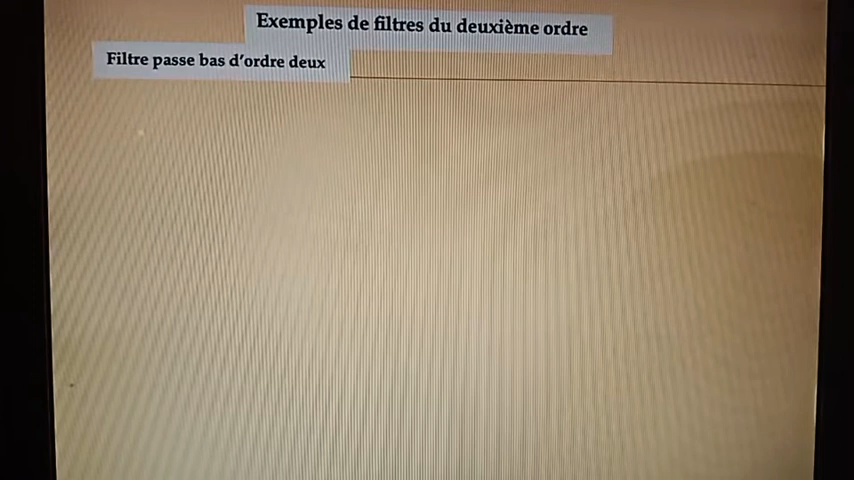 Exemples de filtres du deuxième ordre
Filtre passe bas d’ordre deux